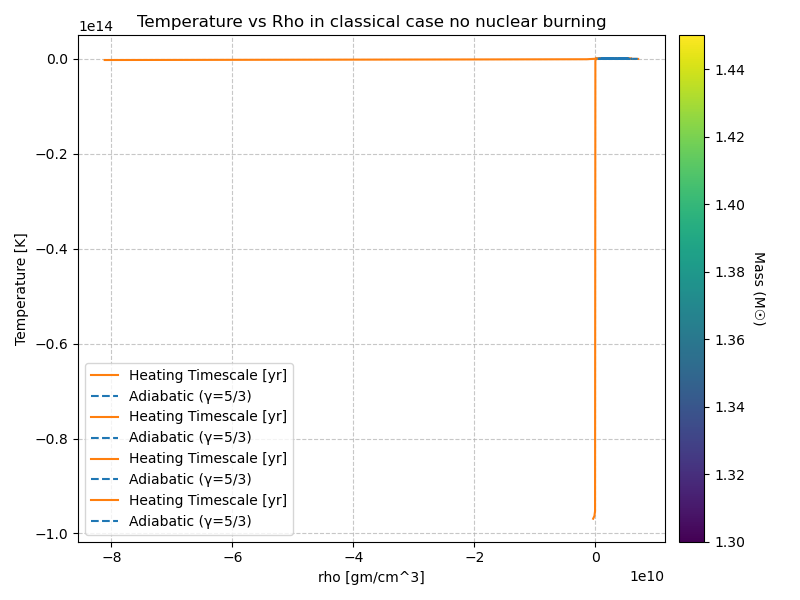 Temperature vs Rho in classical case no nuclear burning
1e14
0.0
−0.2
−0.4
−0.6
−0.8
−1.0
Temperature [K]
Heating Timescale [yr]
Adiabatic (γ=5/3)
Heating Timescale [yr]
Adiabatic (γ=5/3)
Heating Timescale [yr]
Adiabatic (γ=5/3)
Heating Timescale [yr]
Adiabatic (γ=5/3)
−8
−6
−4
−2
0
1e10
rho [gm/cm^3]
1.44
1.42
1.40
1.38
1.36
1.34
1.32
1.30
Mass (M☉)